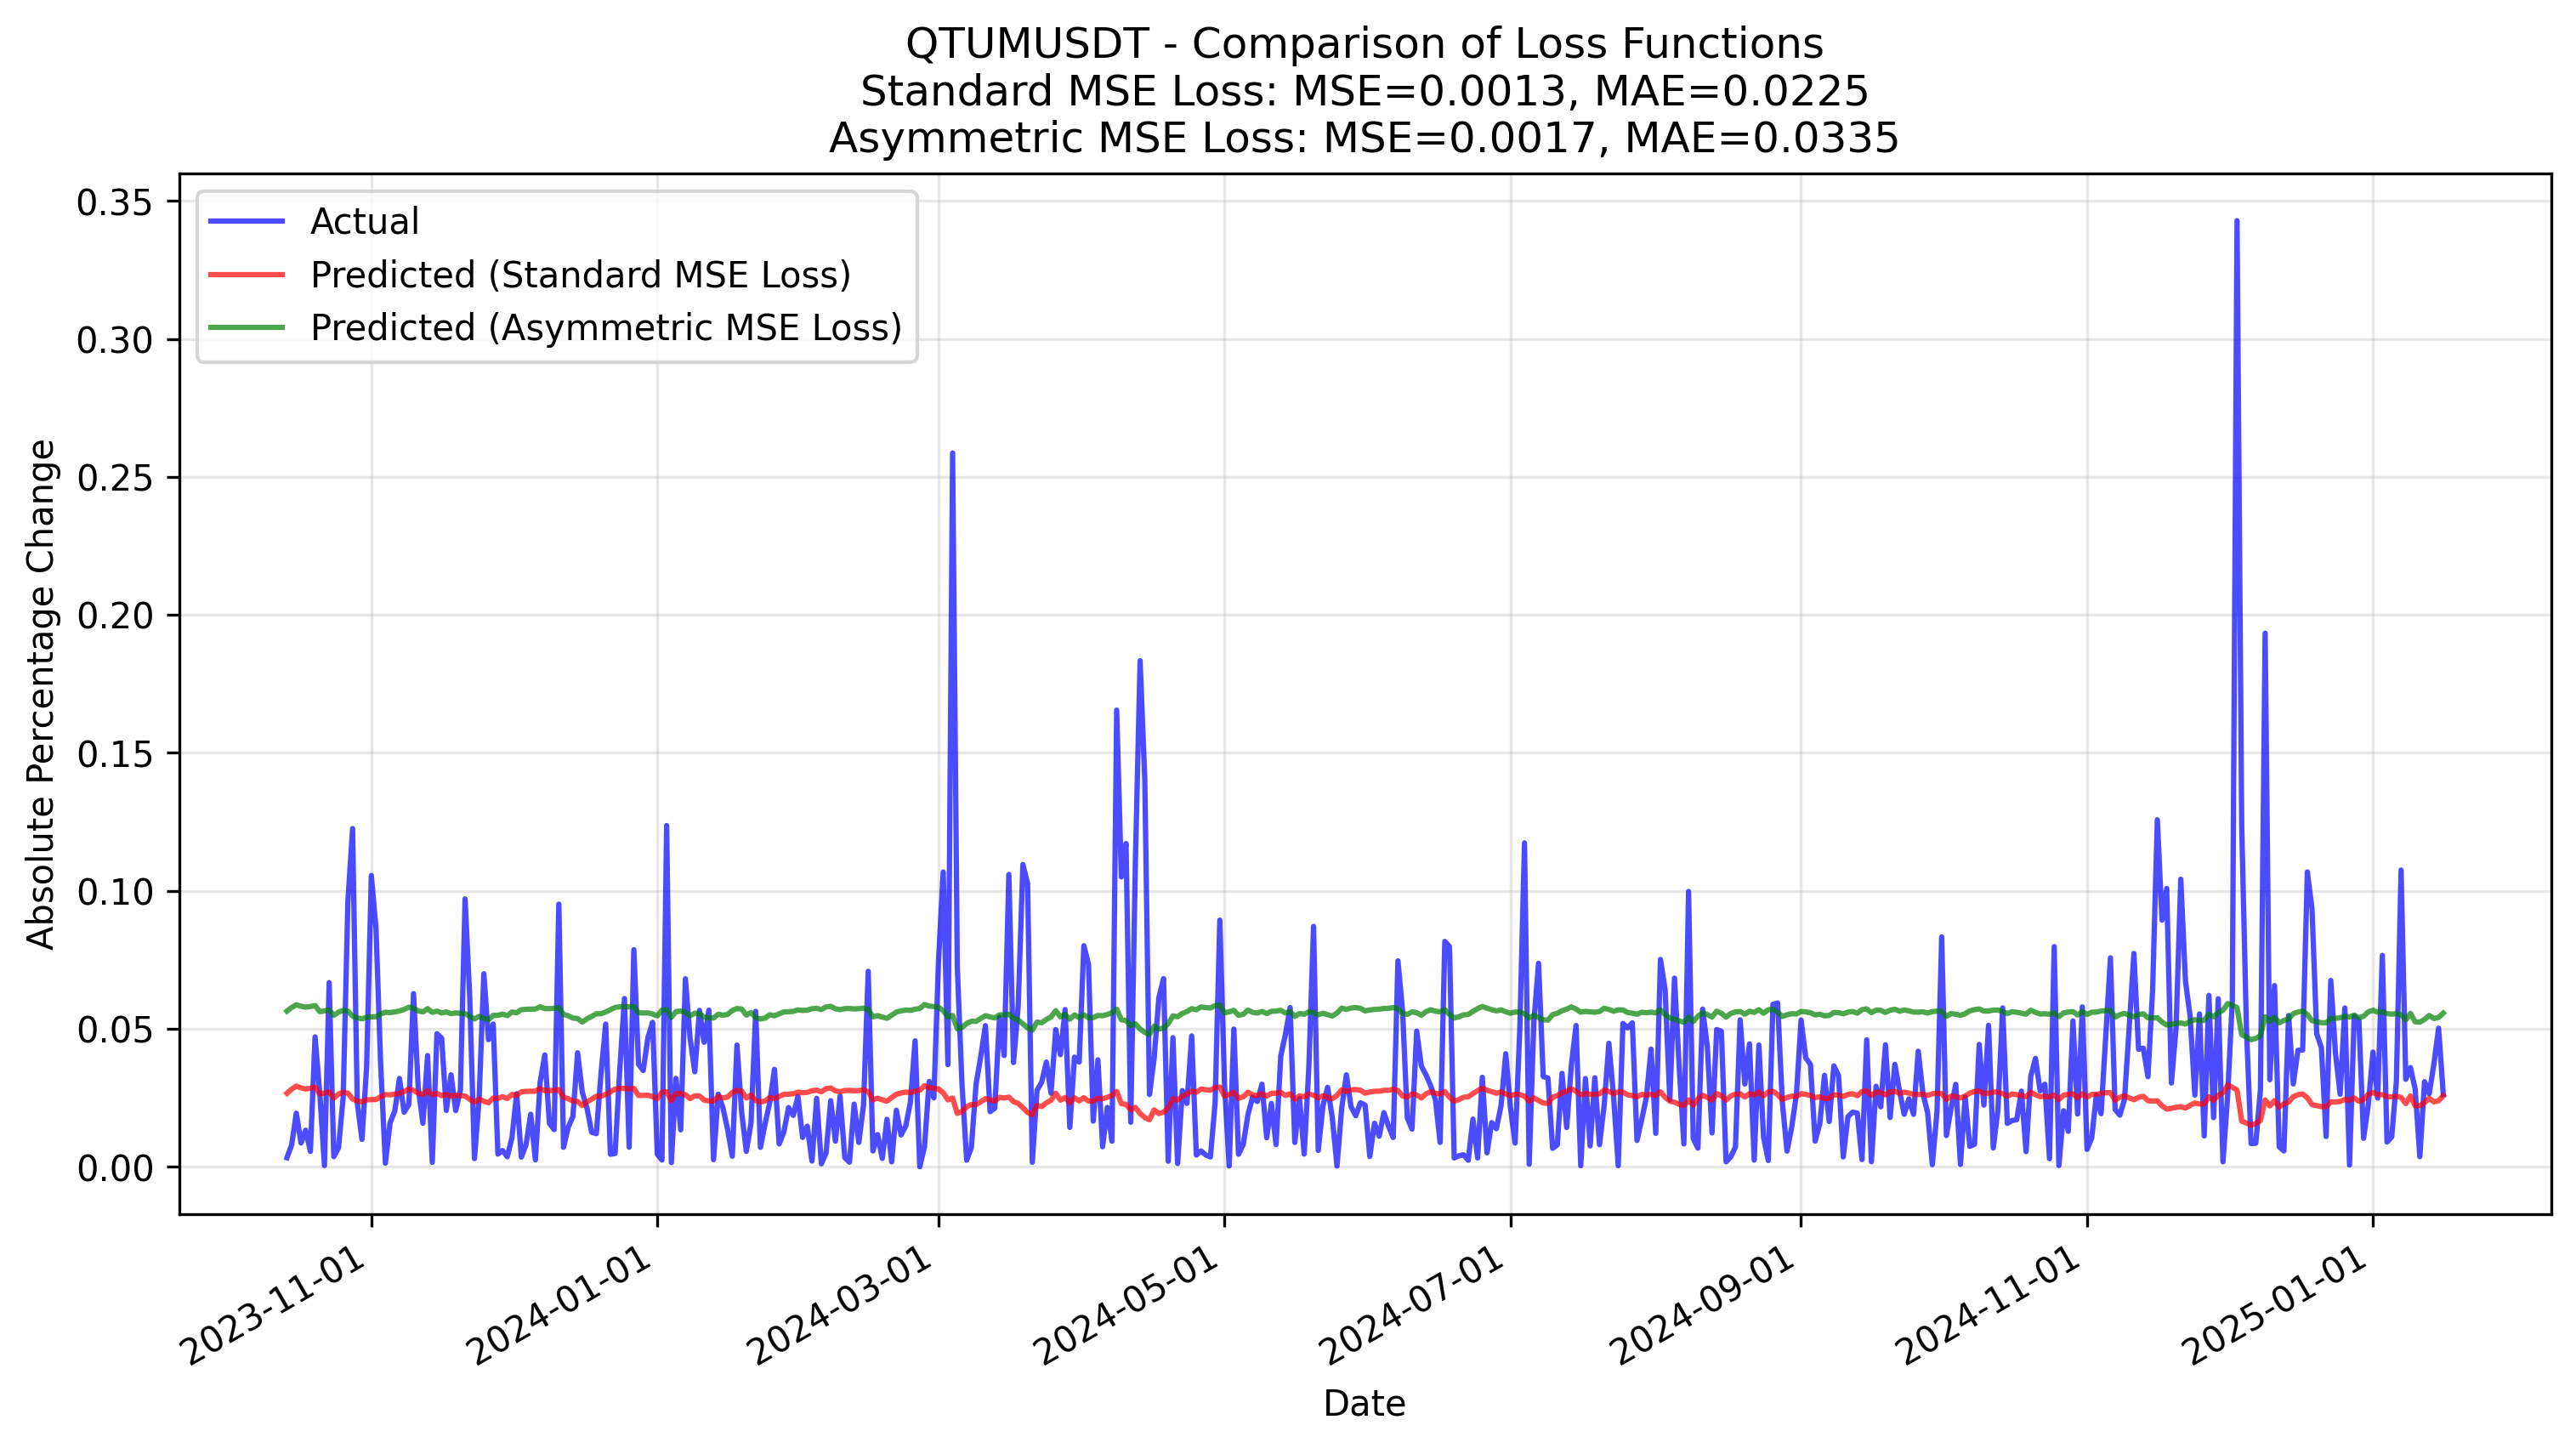 QTUMUSDT - Comparison of Loss Functions
Standard MSE Loss: MSE=0.0013, MAE=0.0225
Asymmetric MSE Loss: MSE=0.0017, MAE=0.0335
Actual
Predicted (Standard MSE Loss)
Predicted (Asymmetric MSE Loss)
Absolute Percentage Change
0.35
0.30
0.25
0.20
0.15
0.10
0.05
0.00
2023-11-01
2024-01-01
2024-03-01
2024-05-01
2024-07-01
2024-09-01
2024-11-01
2025-01-01
Date